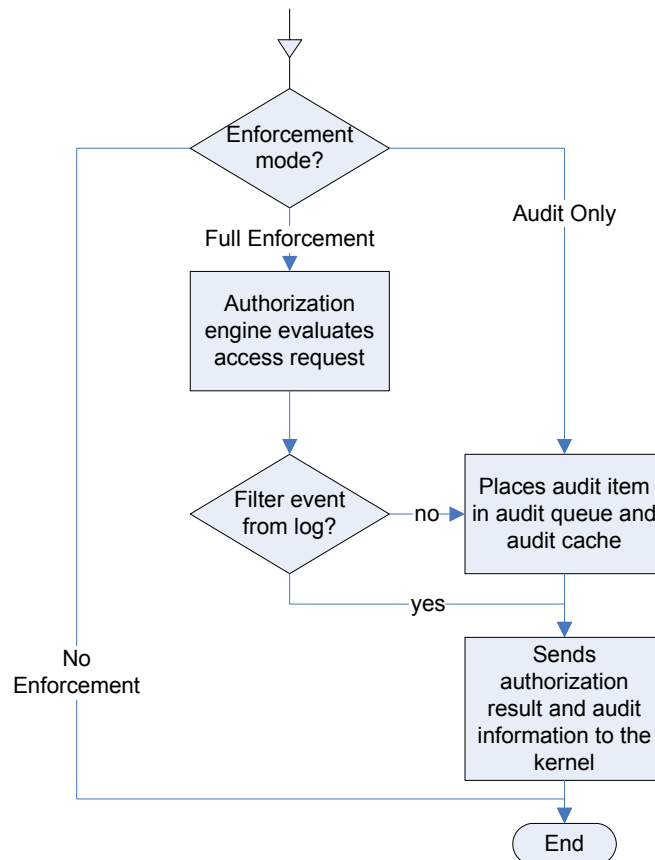 Enforcement
mode?
Audit Only
Full Enforcement
Authorization
engine evaluates
access request
Filter event
from log?
no
Places audit item
in audit queue and
audit cache
yes
No
Enforcement
Sends
authorization
result and audit
information to the
kernel
End